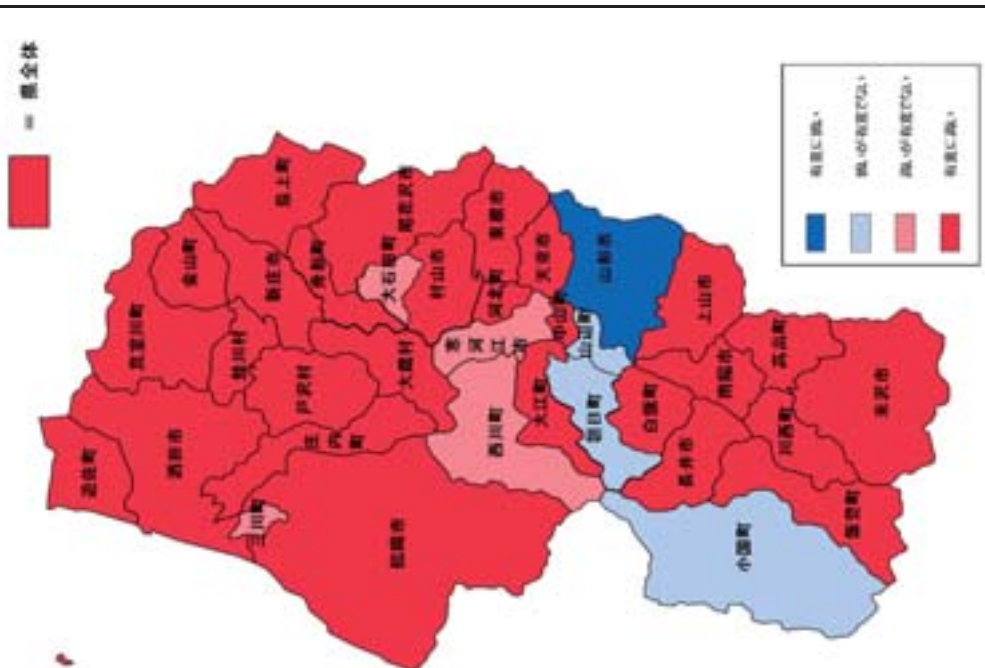 = 県全体
遊佐町
酒田市
真室川町
金山町
最上町
鮭川村
新庄市
舟形町
戸沢村
庄内町
三川町
鶴岡市
大蔵村
大石田町
尾花沢市
村山市
東根市
河北町
寒河江市
西川町
天童市
大江町
中山町
山辺町
山形市
朝日町
上山市
白鷹町
南陽市
高畠町
長井市
川西町
米沢市
飯豊町
小国町
有意に低い
低いが有意でない
高いが有意でない
有意に高い